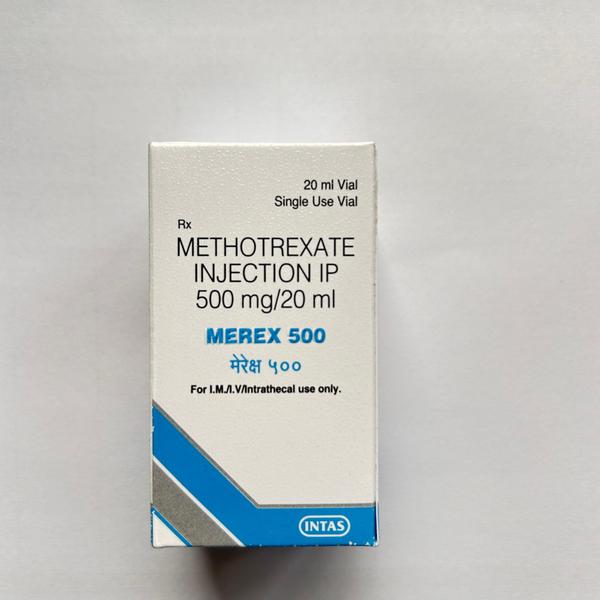 20 ml Vial
Single Use Vial
Rx
METHOTREXATE
INJECTION IP
500 mg/20 ml
MEREX 500
मेरेक्ष ५००
For I.M./I.V/Intrathecal use only.
INTAS